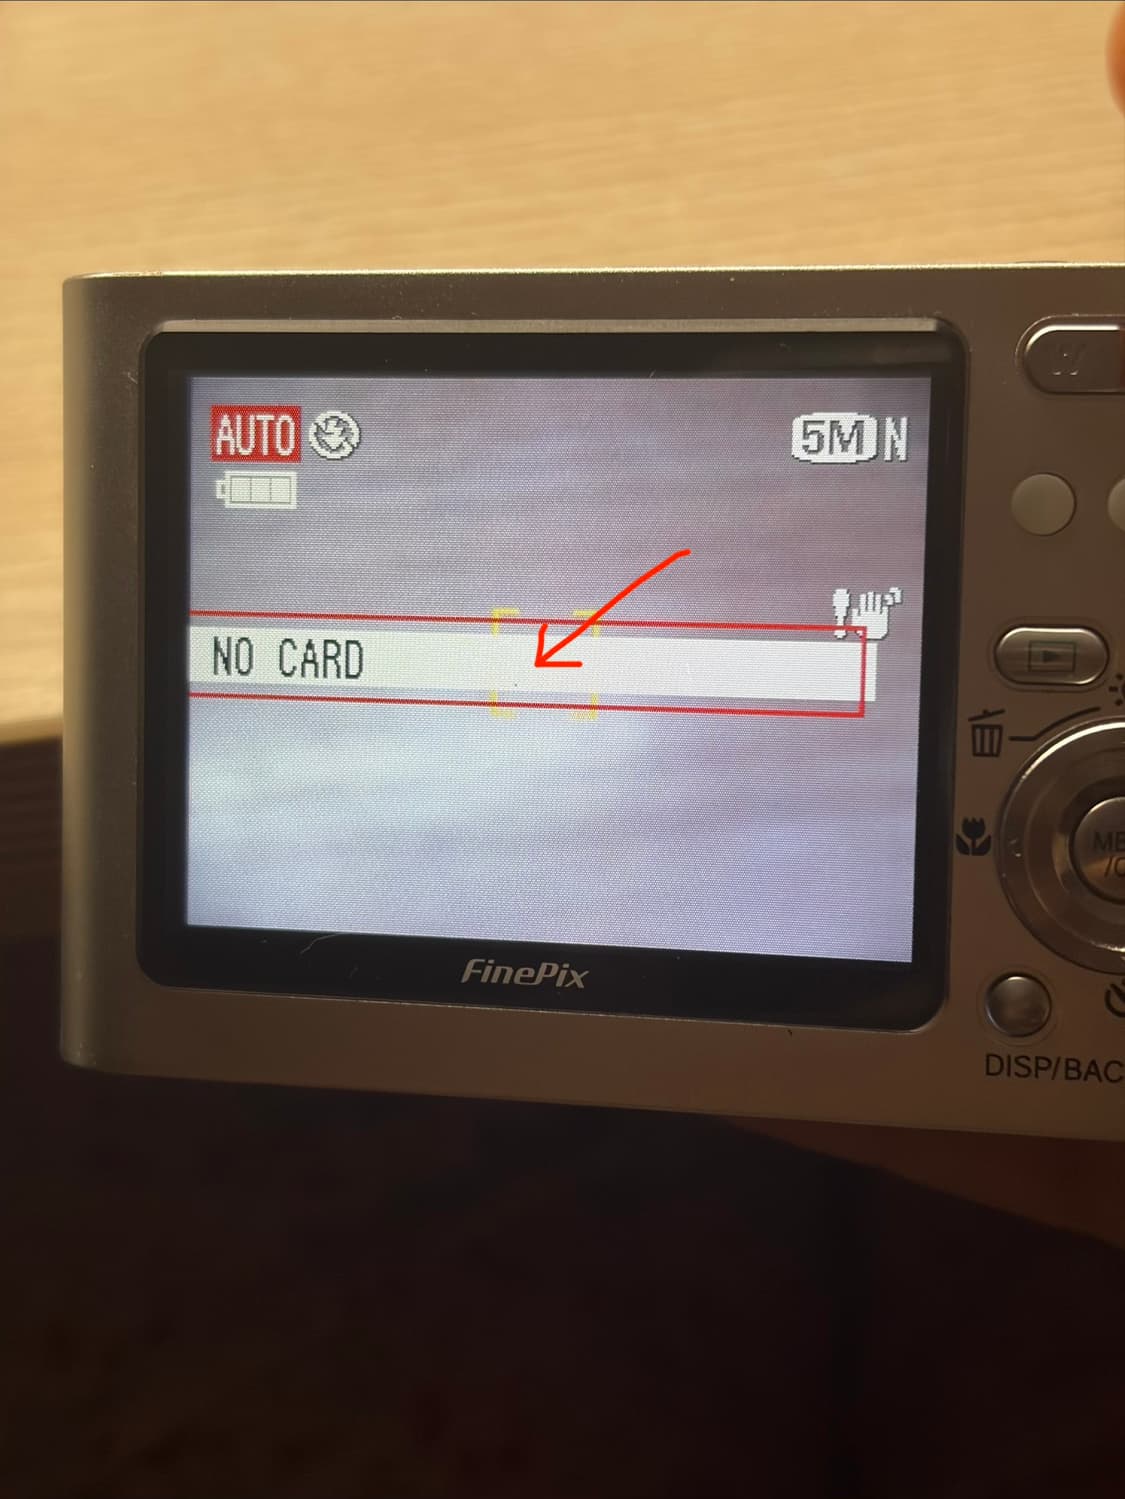 AUTO
5M N
NO CARD
FinePix
W
DISP/BAC